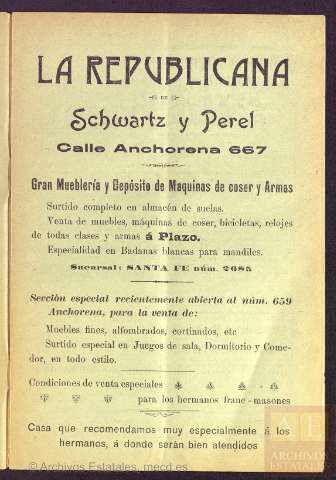 LA REPUBLICANA
DE
Schwartz y Perel
Calle Anchorena 667
Gran Mueblería y Depósito de Maquinas de coser y Armas
Surtido completo en almacén de suelas.
Venta de muebles, máquinas de coser, bicicletas, relojes
de todas clases y armas á Plazo.
Especialidad en Badanas blancas para mandiles.
Sucursal: SANTA FE núm. 2685
Sección especial recientemente abierta al núm. 659
Anchorena, para la venta de:
Muebles finos, alfombrados, cortinados, etc
Surtido especial en Juegos de sala, Dormitorio y Come-
dor, en todo estilo.
Condiciones de venta especiales
para los hermanos franc-masones
Casa que recomendamos muy especialmente á los
hermanos, á donde serán bien atendidos
© Archivos Estatales, mecd.es
ARCHIVOS
ESTATALES